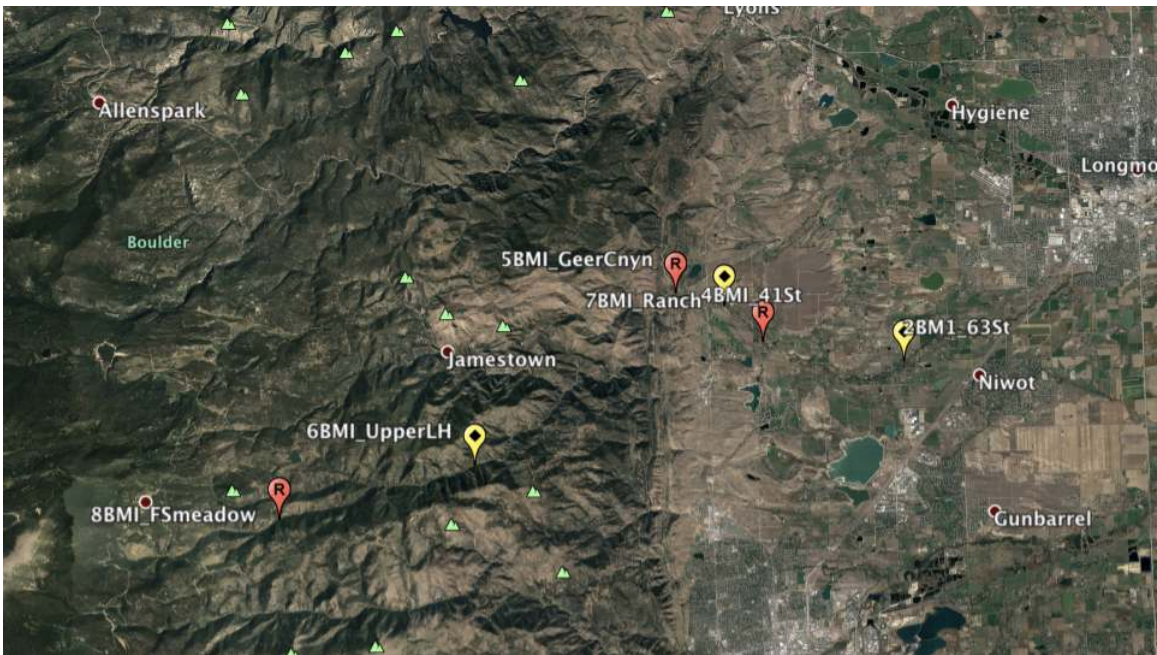 Lyons
Allenspark
Hygiene
Longmo
Boulder
5BMI_GeerCnyn
R
7BMI_Ranch
4BMI_41St
R
2BM1_63St
Jamestown
Niwot
6BMI_UpperLH
R
8BMI_FSmeadow
Gunbarrel